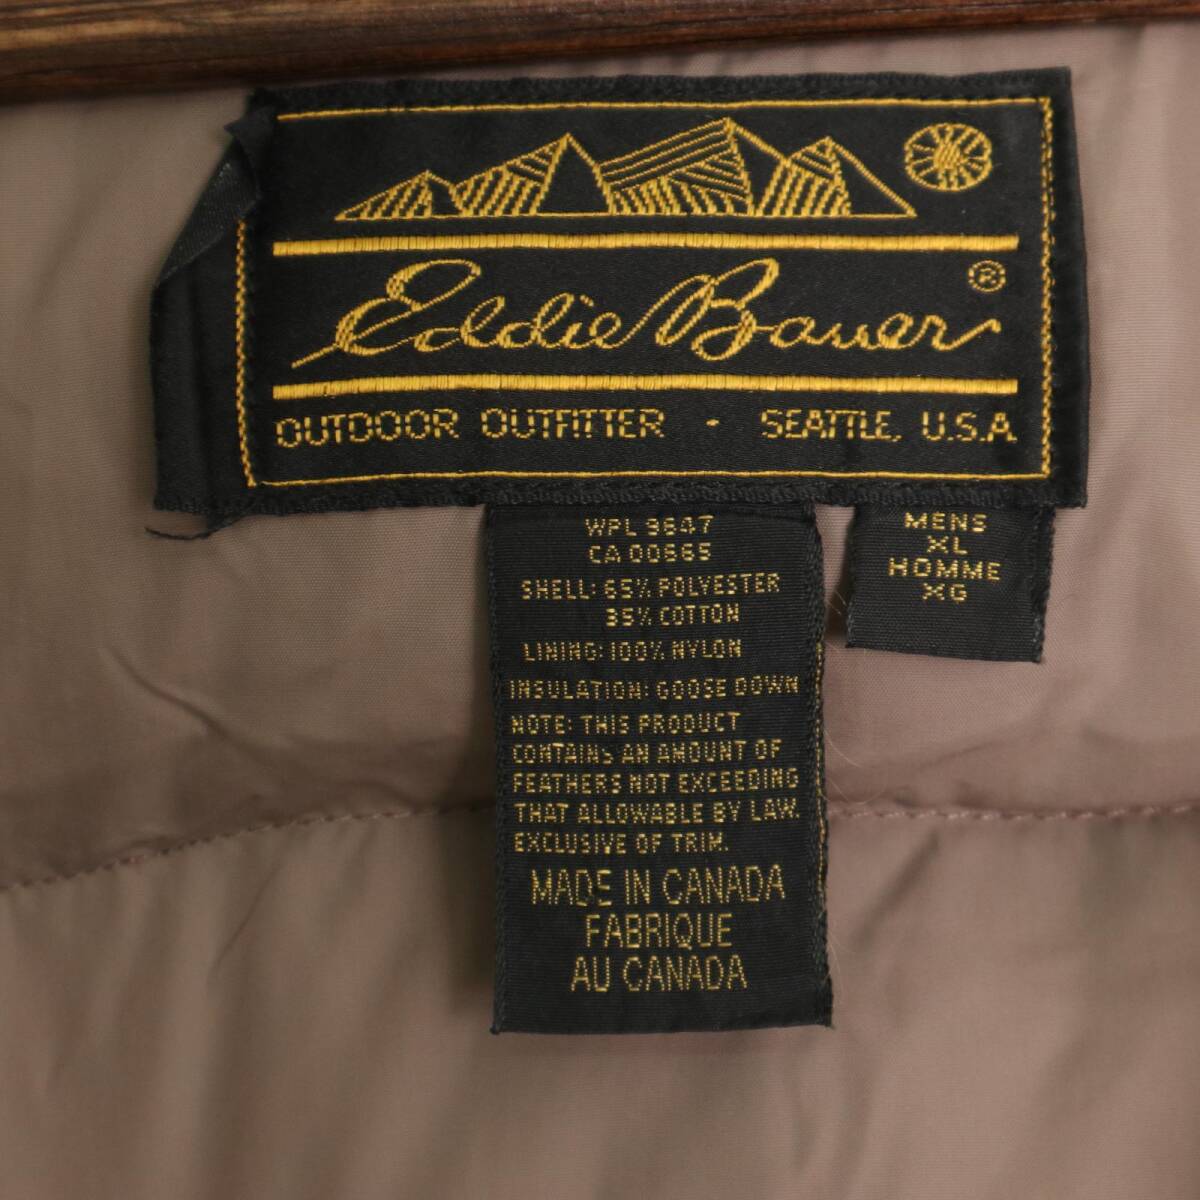 Eddie Bauer ®
OUTDOOR OUTFITTER · SEATTLE, U.S.A
WPL 9647
CA 00665
SHELL: 65% POLYESTER
35% COTTON
LINING: 100% NYLON
INSULATION: GOOSE DOWN
NOTE: THIS PRODUCT
CONTAINS AN AMOUNT OF
FEATHERS NOT EXCEEDING
THAT ALLOWABLE BY LAW.
EXCLUSIVE OF TRIM.
MADE IN CANADA
FABRIQUE
AU CANADA
MENS
XL
HOMME
XG